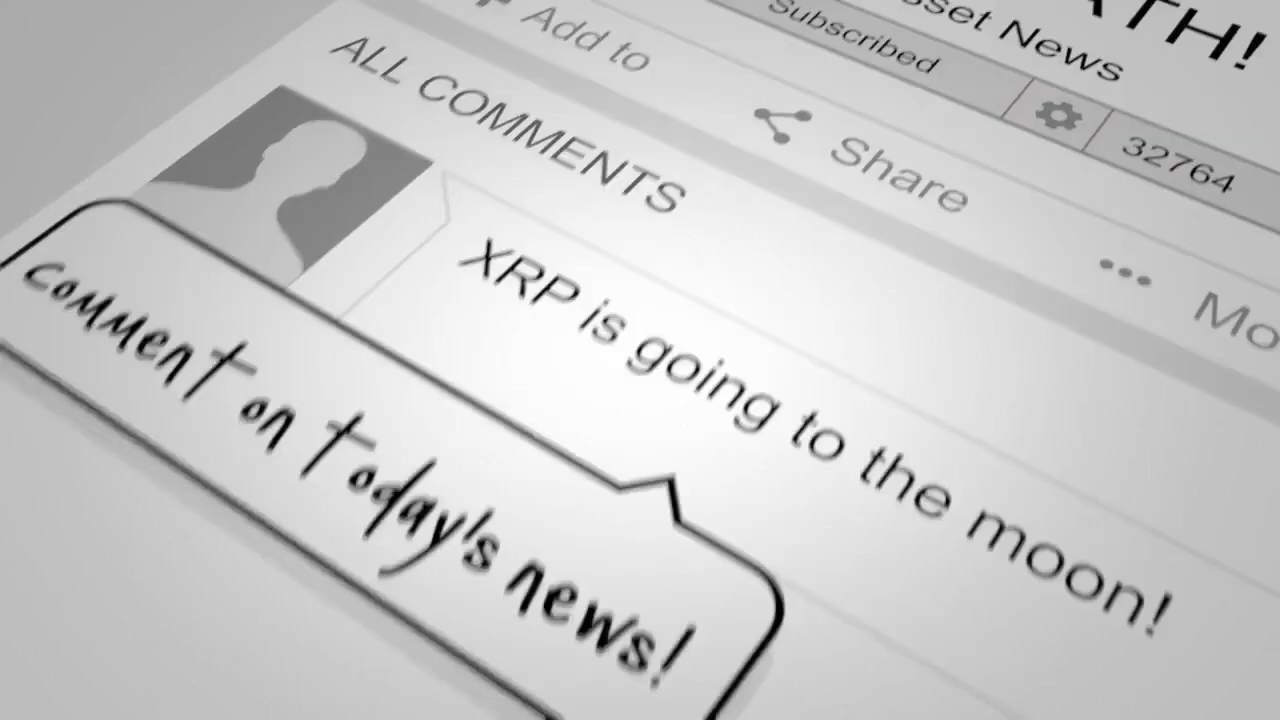 ATH!
sset News
Subscribed
32764
Add to
Share
Mo
ALL COMMENTS
XRP is going to the moon!
comment on today's news!